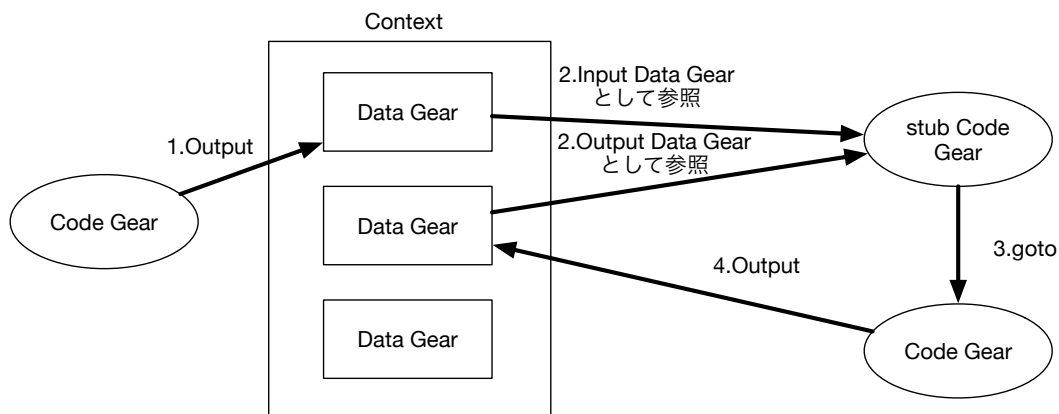 Context
Data Gear
2.Input Data Gear
として参照
stub Code
Gear
1.Output
2.Output Data Gear
として参照
Code Gear
Data Gear
3.goto
4.Output
Data Gear
Code Gear